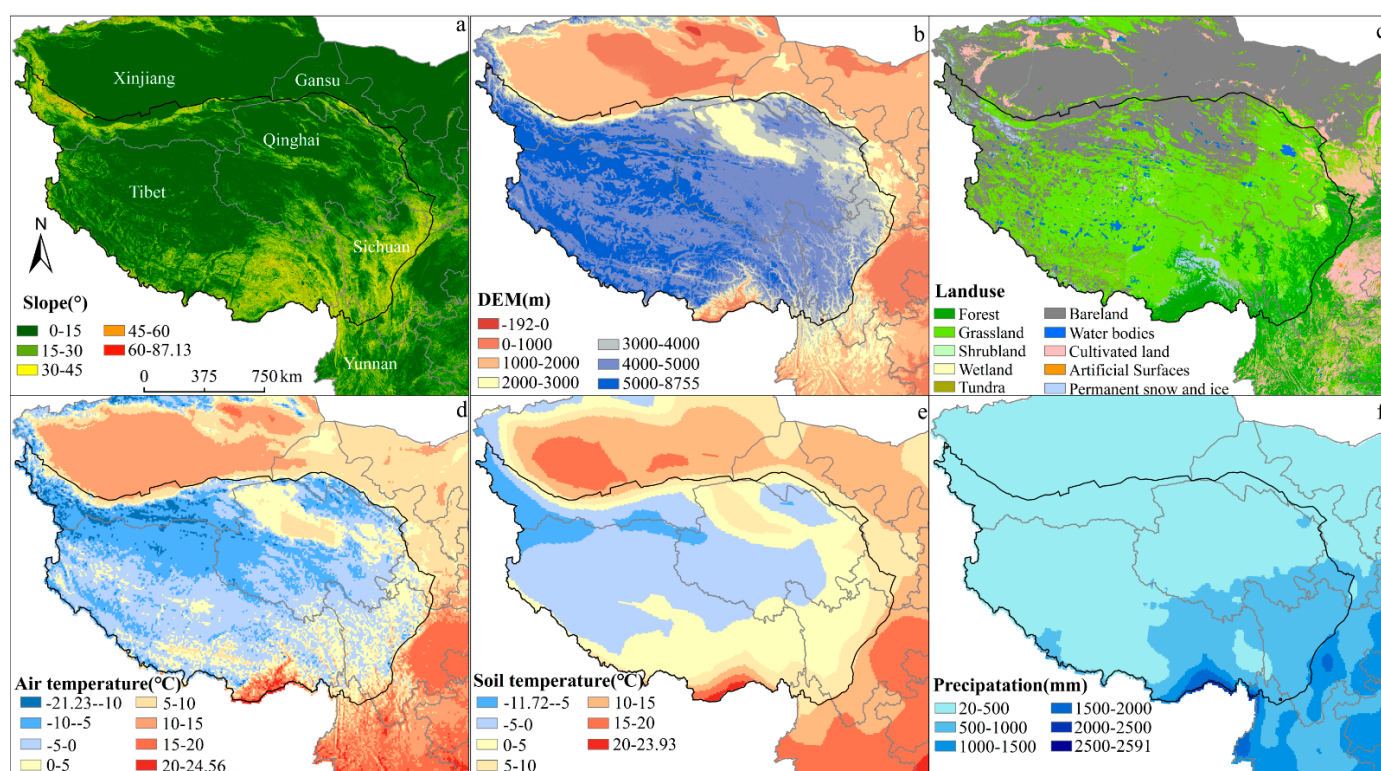 a
Xinjiang
Gansu
Qinghai
Tibet
N
Sichuan
Slope(°)
0-15
45-60
15-30
60-87.13
30-45
Yunnan
0 375 750 km
b
DEM(m)
-192-0
0-1000
3000-4000
1000-2000
4000-5000
2000-3000
5000-8755
c
Landuse
Forest
Bareland
Grassland
Water bodies
Shrubland
Cultivated land
Wetland
Artificial Surfaces
Tundra
Permanent snow and ice
d
Air temperature(°C)
-21.23--10
5-10
-10--5
10-15
-5-0
15-20
0-5
20-24.56
e
Soil temperature(°C)
-11.72--5
10-15
-5-0
15-20
0-5
20-23.93
5-10
f
Precipatation(mm)
20-500
1500-2000
500-1000
2000-2500
1000-1500
2500-2591